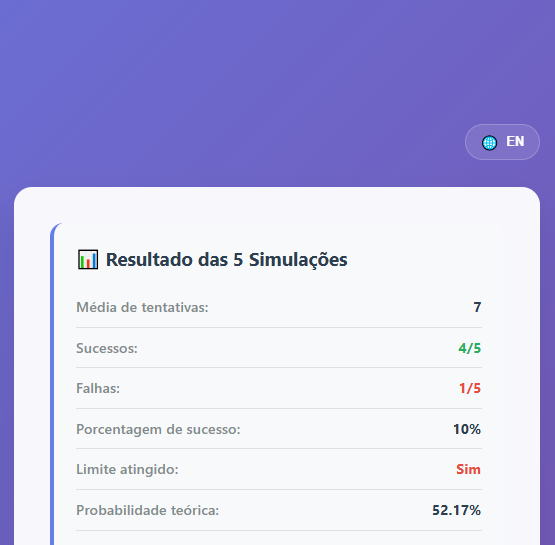 EN
Resultado das 5 Simulações
Média de tentativas: 7
Sucessos: 4/5
Falhas: 1/5
Porcentagem de sucesso: 10%
Limite atingido: Sim
Probabilidade teórica: 52.17%